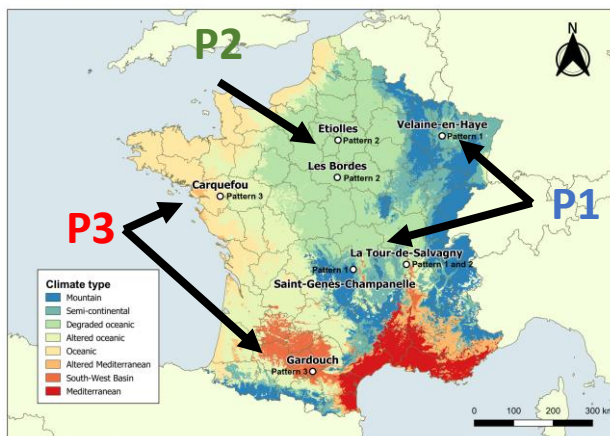 P2
N
Etiolles
Pattern 2
Velaine-en-Haye
Pattern 1
Les Bordes
Pattern 2
Carquefou
Pattern 3
P3
P1
La Tour-de-Salvagny
Pattern 1
Pattern 1 and 2
Saint-Genès-Champanelle
Climate type
Mountain
Semi-continental
Degraded oceanic
Altered oceanic
Oceanic
Altered Mediterranean
South-West Basin
Mediterranean
Gardouch
Pattern 3
0 100 200 300 km